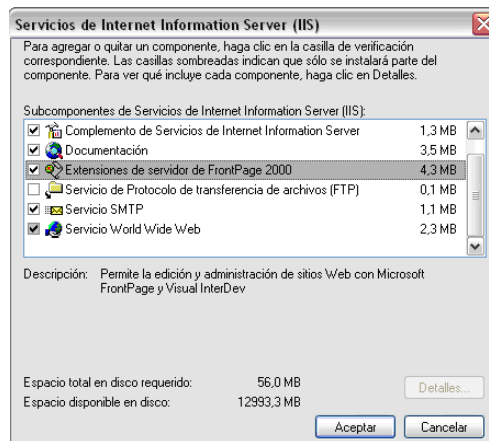 Servicios de Internet Information Server (IIS)
Para agregar o quitar un componente, haga clic en la casilla de verificación
correspondiente. Las casillas sombreadas indican que sólo se instalará parte del
componente. Para ver qué incluye cada componente, haga clic en Detalles.
Subcomponentes de Servicios de Internet Information Server (IIS):
Complemento de Servicios de Internet Information Server 1,3 MB
Documentación 3,5 MB
Extensiones de servidor de FrontPage 2000 4,3 MB
Servicio de Protocolo de transferencia de archivos (FTP) 0,1 MB
Servicio SMTP 1,1 MB
Servicio World Wide Web 2,3 MB
Descripción: Permite la edición y administración de sitios Web con Microsoft
FrontPage y Visual InterDev
Espacio total en disco requerido: 56,0 MB
Detalles...
Espacio disponible en disco: 12993,3 MB
Aceptar Cancelar